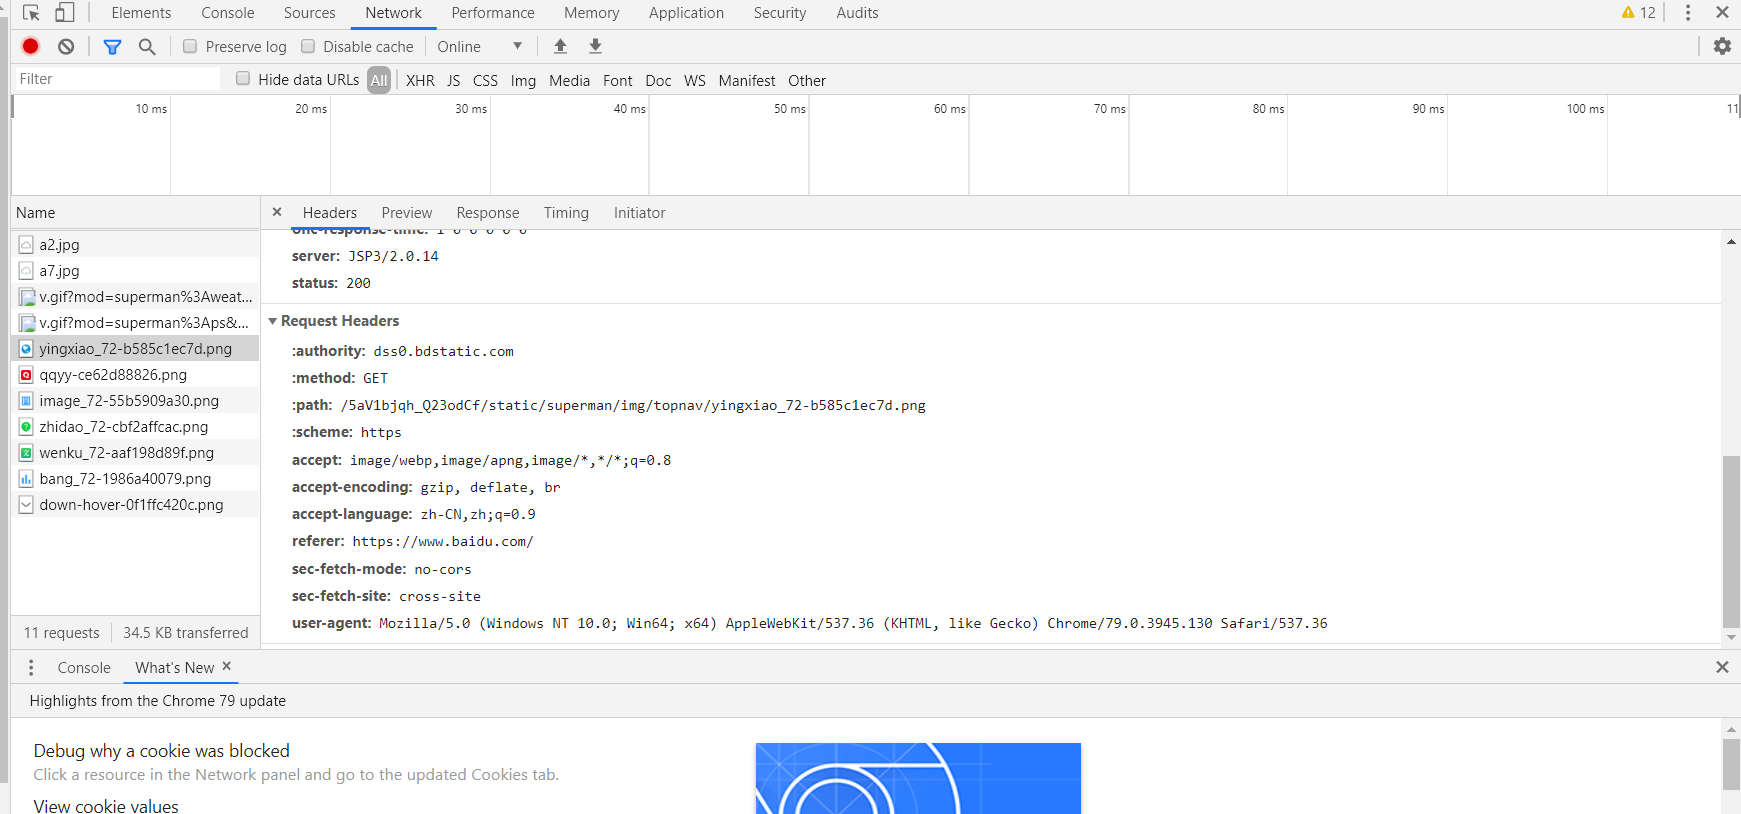 Elements Console Sources Network Performance Memory Application Security Audits 12
Preserve log Disable cache Online
Filter Hide data URLs All XHR JS CSS Img Media Font Doc WS Manifest Other
10 ms 20 ms 30 ms 40 ms 50 ms 60 ms 70 ms 80 ms 90 ms 100 ms 11
Name
a2.jpg
a7.jpg
v.gif?mod=superman%3Aweat...
v.gif?mod=superman%3Aps&...
yingxiao_72-b585c1ec7d.png
qqyy-ce62d88826.png
image_72-55b5909a30.png
zhidao_72-cbf2affcac.png
wenku_72-aaf198d89f.png
bang_72-1986a40079.png
down-hover-0f1ffc420c.png
11 requests 34.5 KB transferred
Headers Preview Response Timing Initiator
server: JSP3/2.0.14
status: 200
Request Headers
:authority: dss0.bdstatic.com
:method: GET
:path: /5aV1bjqh_Q23odCf/static/superman/img/topnav/yingxiao_72-b585c1ec7d.png
:scheme: https
accept: image/webp,image/apng,image/*,*/*;q=0.8
accept-encoding: gzip, deflate, br
accept-language: zh-CN,zh;q=0.9
referer: https://www.baidu.com/
sec-fetch-mode: no-cors
sec-fetch-site: cross-site
user-agent: Mozilla/5.0 (Windows NT 10.0; Win64; x64) AppleWebKit/537.36 (KHTML, like Gecko) Chrome/79.0.3945.130 Safari/537.36
Console What's New
Highlights from the Chrome 79 update
Debug why a cookie was blocked
Click a resource in the Network panel and go to the updated Cookies tab.
View cookie values